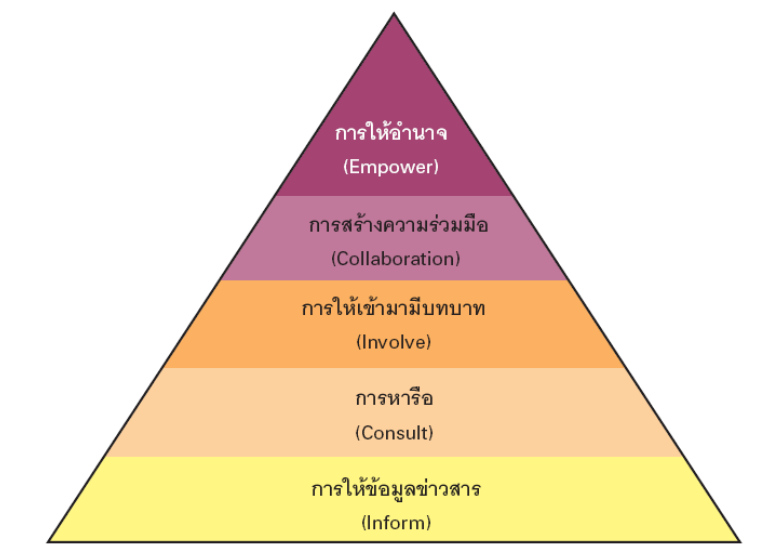 การให้อำนาจ
(Empower)
การสร้างความร่วมมือ
(Collaboration)
การให้เข้ามามีบทบาท
(Involve)
การหารือ
(Consult)
การให้ข้อมูลข่าวสาร
(Inform)